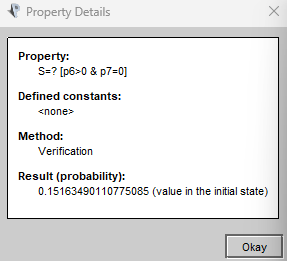 Property Details
Property:
S=? [p6>0 & p7=0]
Defined constants:
<none>
Method:
Verification
Result (probability):
0.15163490110775085 (value in the initial state)
Okay